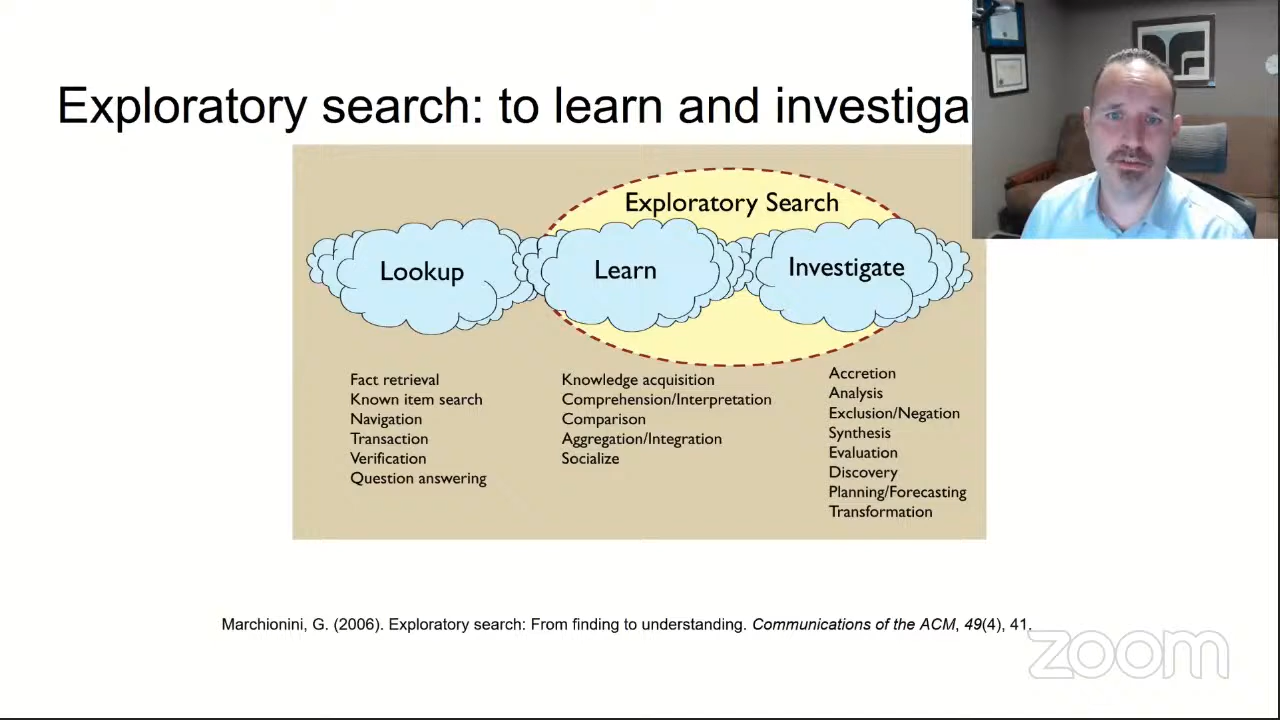 Exploratory search: to learn and investiga
Exploratory Search
Lookup
Learn
Investigate
Fact retrieval
Known item search
Navigation
Transaction
Verification
Question answering
Knowledge acquisition
Comprehension/Interpretation
Comparison
Aggregation/Integration
Socialize
Accretion
Analysis
Exclusion/Negation
Synthesis
Evaluation
Discovery
Planning/Forecasting
Transformation
Marchionini, G. (2006). Exploratory search: From finding to understanding. Communications of the ACM, 49(4), 41.
zoom